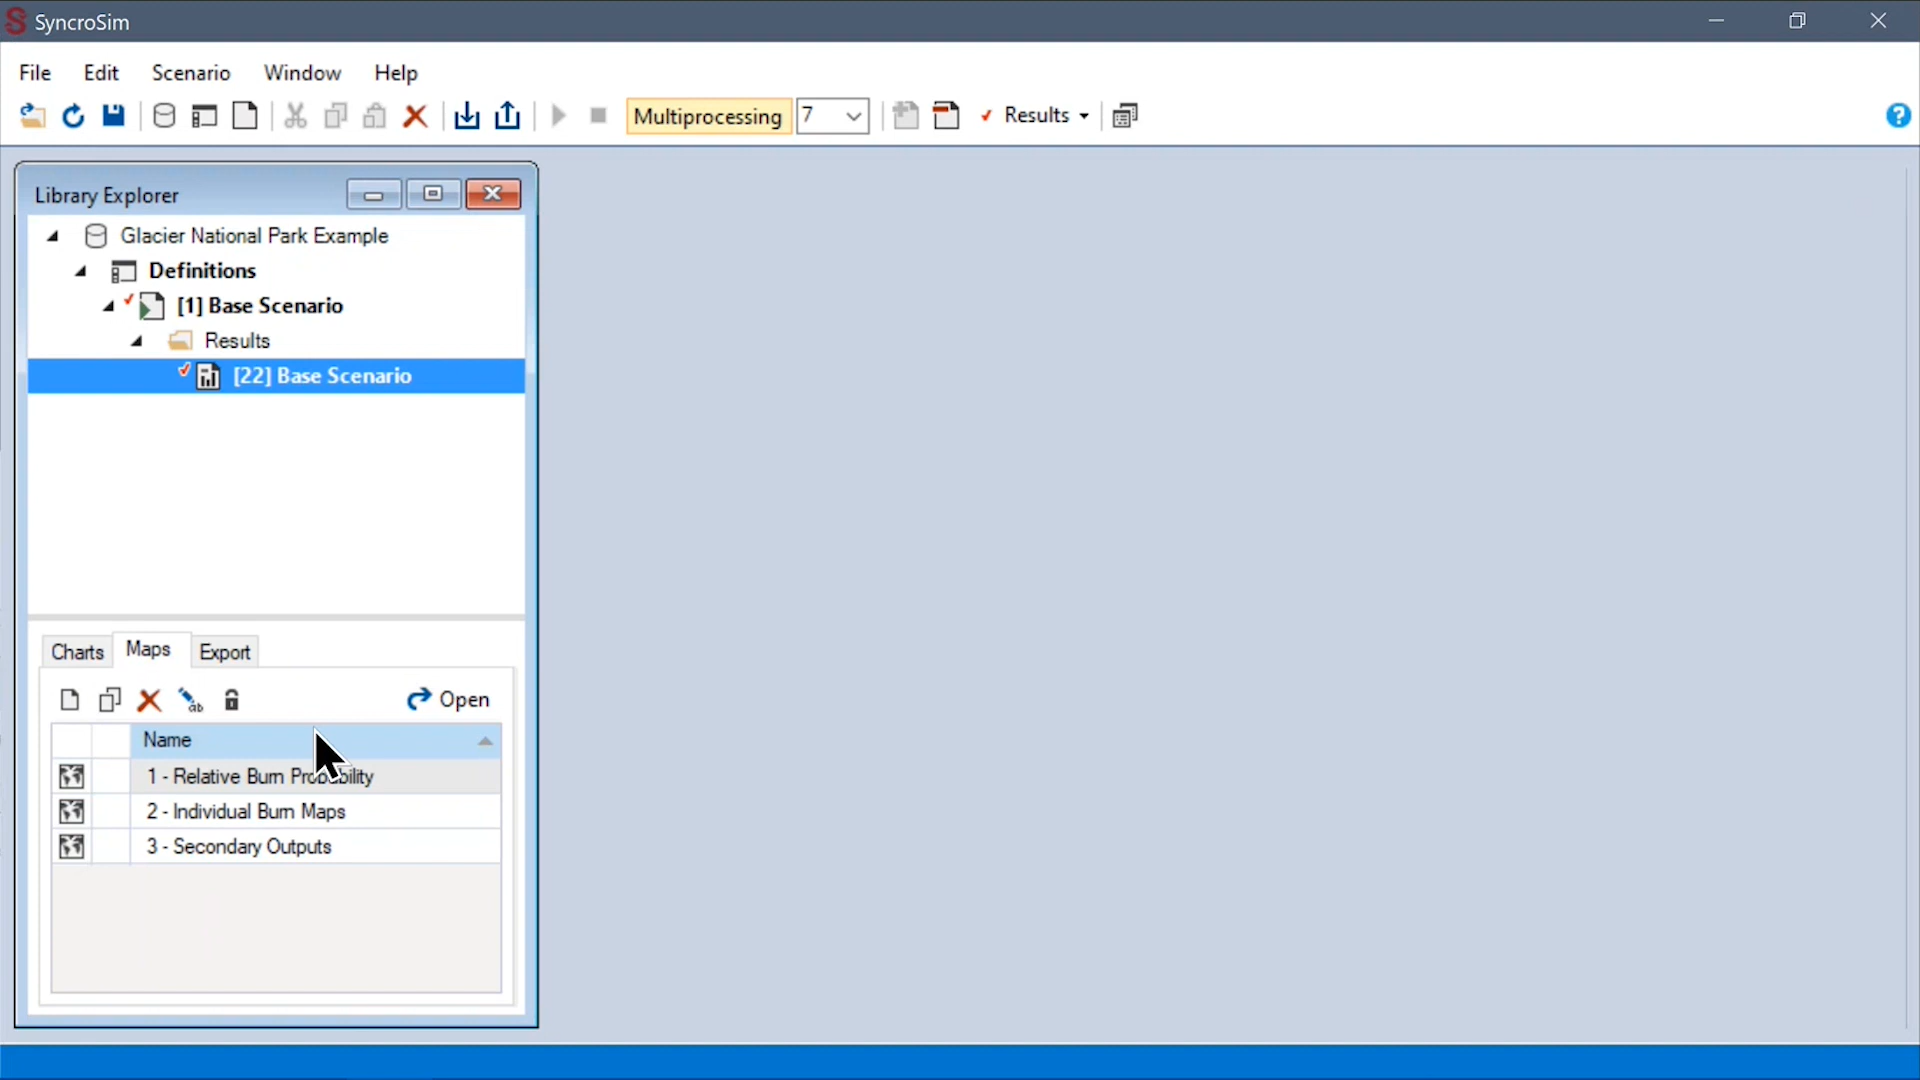 SyncroSim
File Edit Scenario Window Help
Multiprocessing 7 Results
Library Explorer
Glacier National Park Example
Definitions
[1] Base Scenario
Results
[22] Base Scenario
Charts Maps Export
ab Open
Name
1 - Relative Burn Probability
2 - Individual Burn Maps
3 - Secondary Outputs